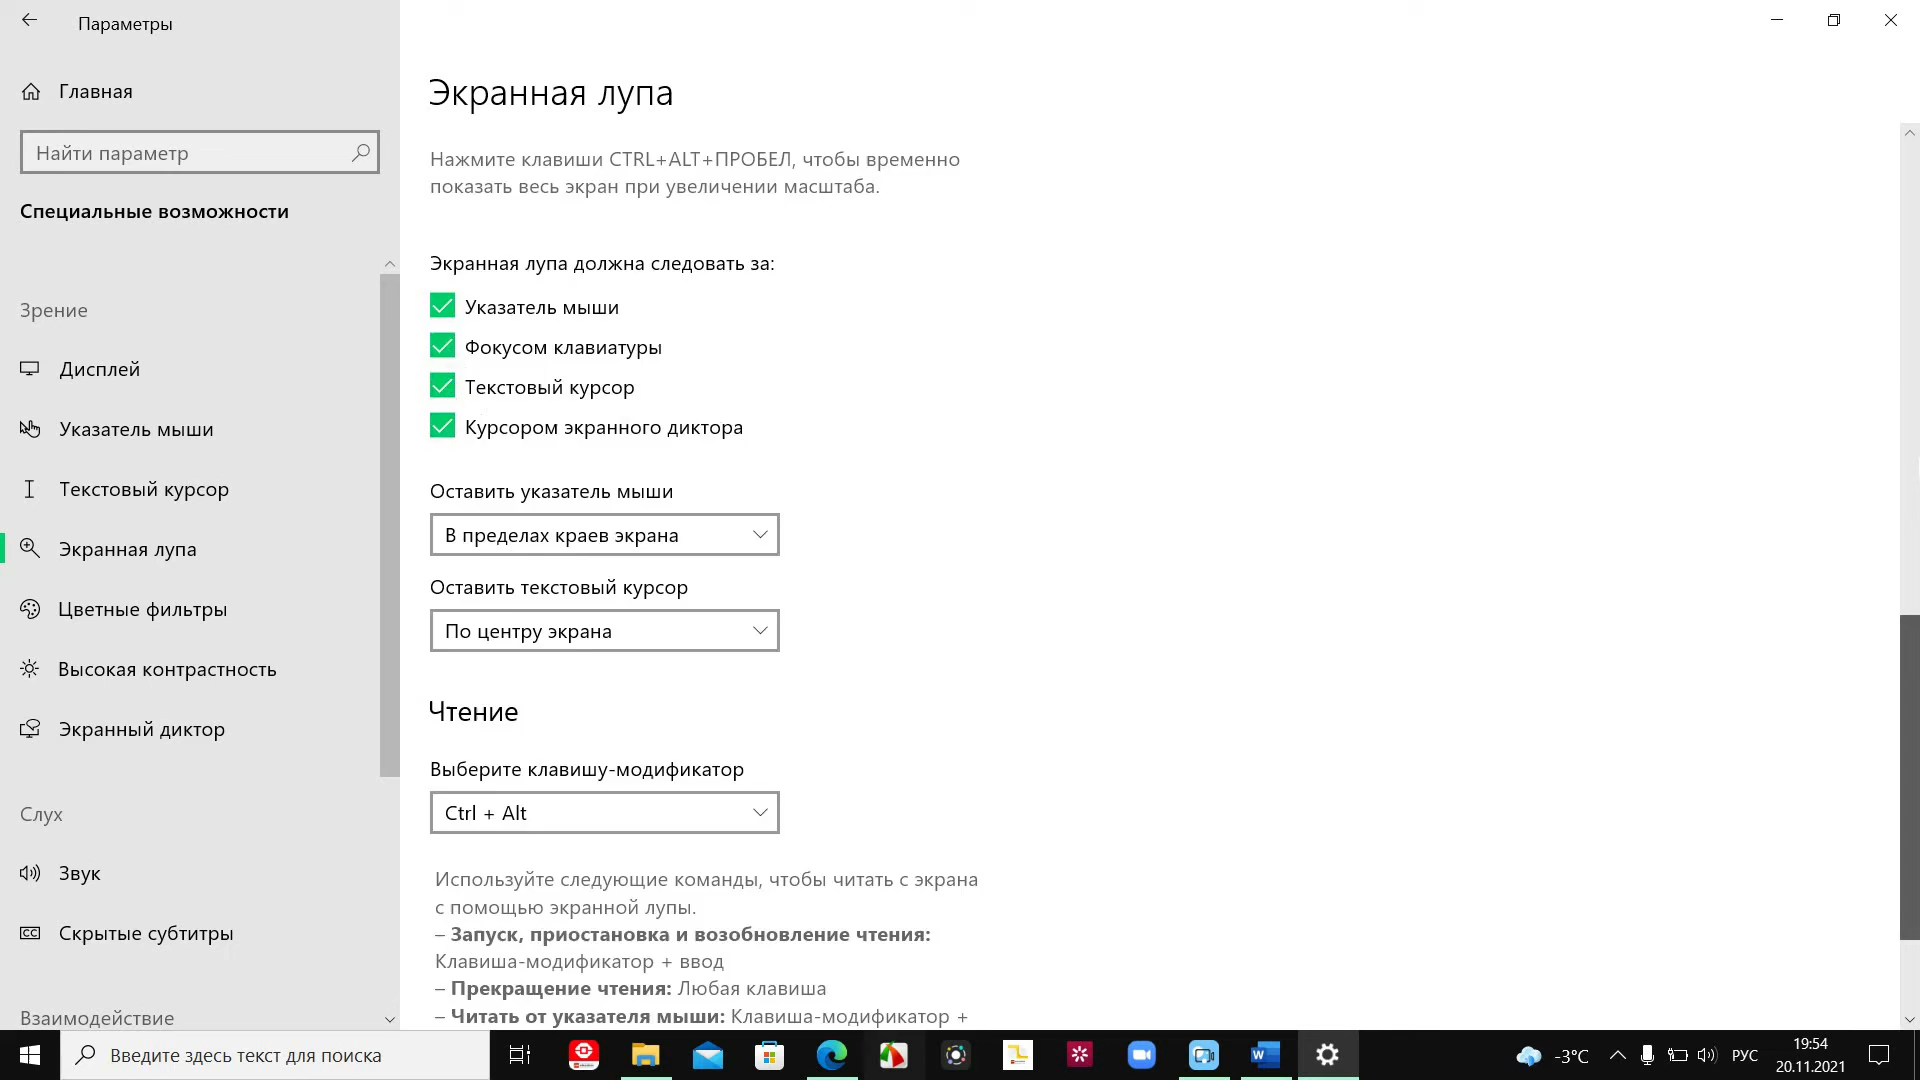 Параметры
Главная
Найти параметр
Специальные возможности
Зрение
Дисплей
Указатель мыши
Текстовый курсор
Экранная лупа
Цветные фильтры
Высокая контрастность
Экранный диктор
Слух
Звук
Скрытые субтитры
Взаимодействие
Экранная лупа
Нажмите клавиши CTRL+ALT+ПРОБЕЛ, чтобы временно
показать весь экран при увеличении масштаба.
Экранная лупа должна следовать за:
Указатель мыши
Фокусом клавиатуры
Текстовый курсор
Курсором экранного диктора
Оставить указатель мыши
В пределах краев экрана
Оставить текстовый курсор
По центру экрана
Чтение
Выберите клавишу-модификатор
Ctrl + Alt
Используйте следующие команды, чтобы читать с экрана
с помощью экранной лупы.
– Запуск, приостановка и возобновление чтения:
Клавиша-модификатор + ввод
– Прекращение чтения: Любая клавиша
– Читать от указателя мыши: Клавиша-модификатор +
Введите здесь текст для поиска
-3°C
РУС
19:54
20.11.2021